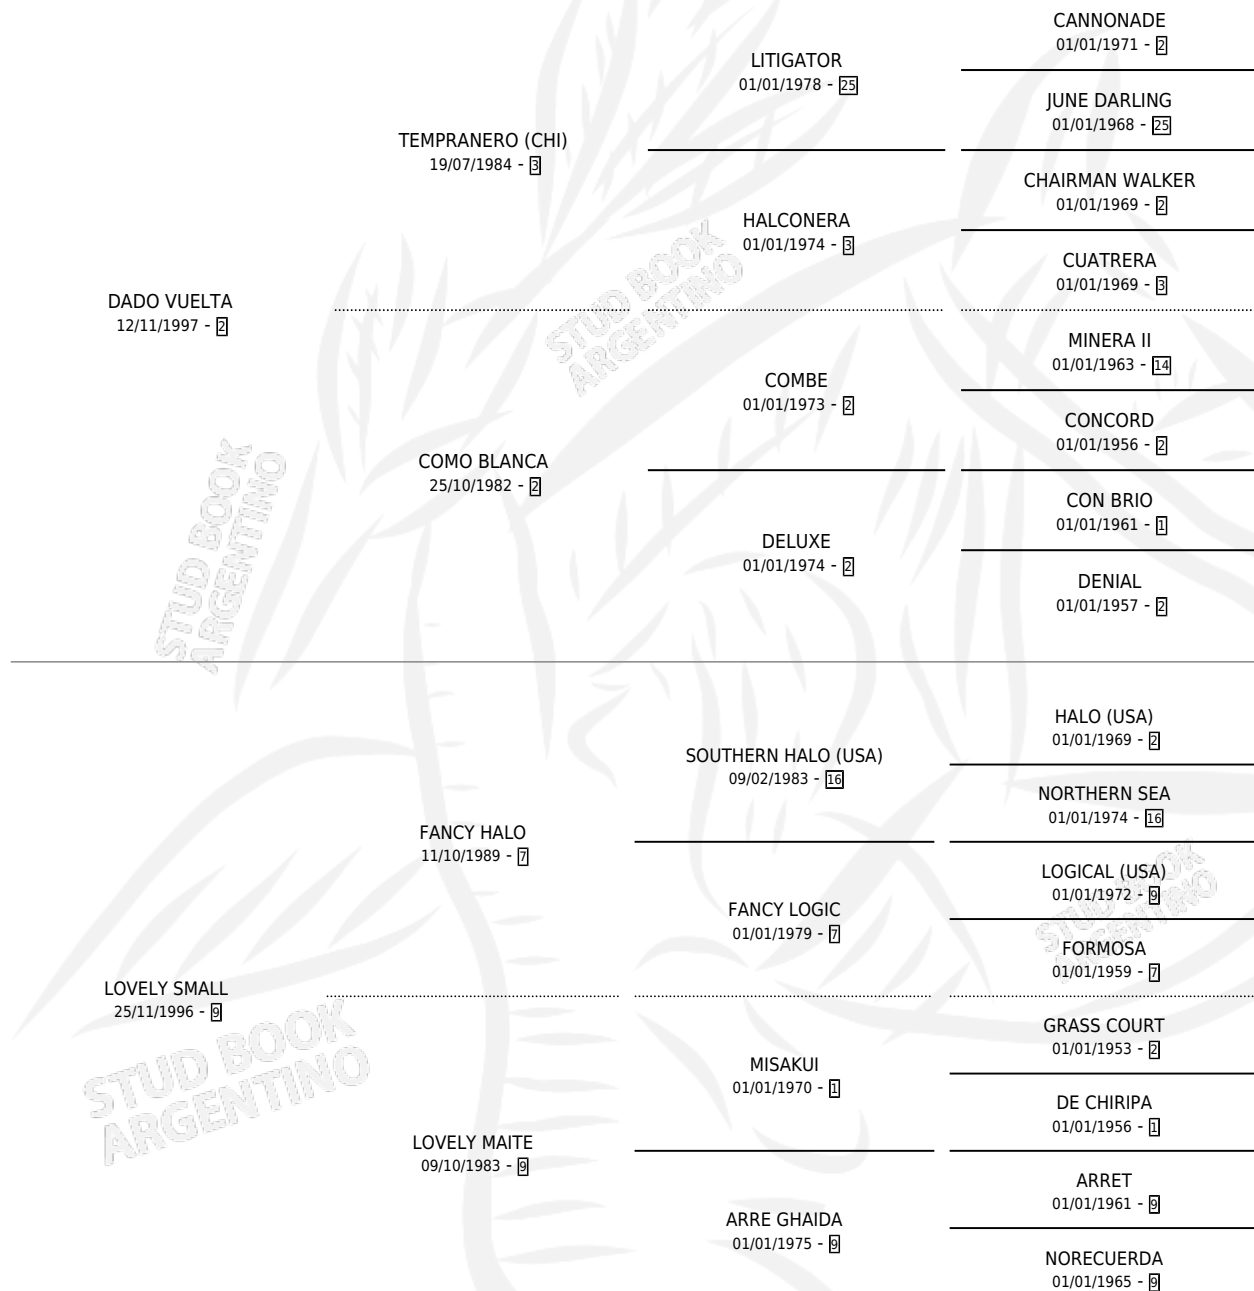 CANNONADE
01/01/1971 - 2
LITIGATOR
01/01/1978 - 25
JUNE DARLING
01/01/1968 - 25
TEMPRANERO (CHI)
19/07/1984 - 3
CHAIRMAN WALKER
01/01/1969 - 2
HALCONERA
01/01/1974 - 3
CUATRERA
01/01/1969 - 3
DADO VUELTA
12/11/1997 - 2
MINERA II
01/01/1963 - 14
COMBE
01/01/1973 - 2
CONCORD
01/01/1956 - 2
COMO BLANCA
25/10/1982 - 2
CON BRIO
01/01/1961 - 1
DELUXE
01/01/1974 - 2
DENIAL
01/01/1957 - 2
HALO (USA)
01/01/1969 - 2
SOUTHERN HALO (USA)
09/02/1983 - 16
NORTHERN SEA
01/01/1974 - 16
FANCY HALO
11/10/1989 - 7
LOGICAL (USA)
01/01/1972 - 9
FANCY LOGIC
01/01/1979 - 7
FORMOSA
01/01/1959 - 7
LOVELY SMALL
25/11/1996 - 9
GRASS COURT
01/01/1953 - 2
MISAKUI
01/01/1970 - 1
DE CHIRIPA
01/01/1956 - 1
LOVELY MAITE
09/10/1983 - 9
ARRET
01/01/1961 - 9
ARRE GHAIDA
01/01/1975 - 9
NORECUERDA
01/01/1965 - 9
STUD BOOK
ARGENTINO
STUD BOOK
ARGENTINO
STUD BOOK
ARGENTINO
STUD BOOK
ARGENTINO